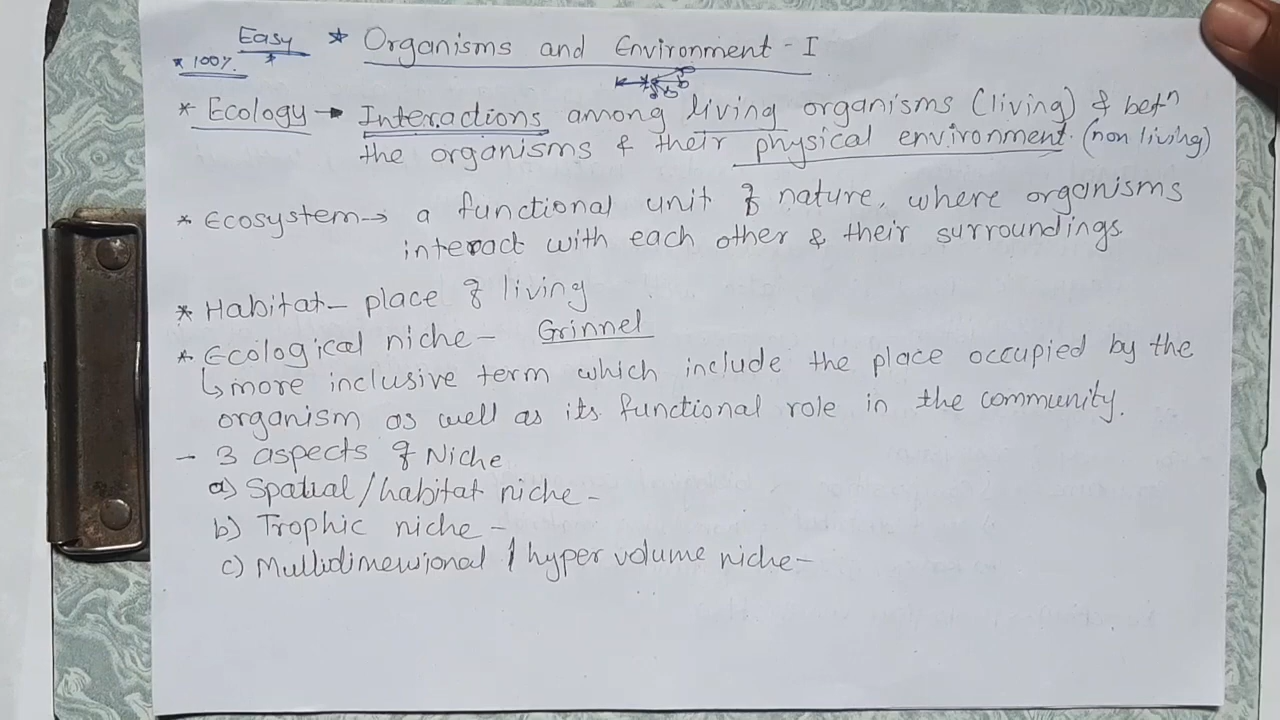 Easy * Organisms and Environment - I
* 100%. *
* Ecology → Interactions among living organisms (living) & betⁿ
the organisms & their physical environment. (non living)
* Ecosystem → a functional unit of nature, where organisms
interact with each other & their surroundings
* Habitat - place of living
* Ecological niche - Grinnel
↳ more inclusive term which include the place occupied by the
organism as well as its functional role in the community.
- 3 aspects of Niche
a) Spatial / habitat niche -
b) Trophic niche -
c) Multidimensional / hyper volume niche -